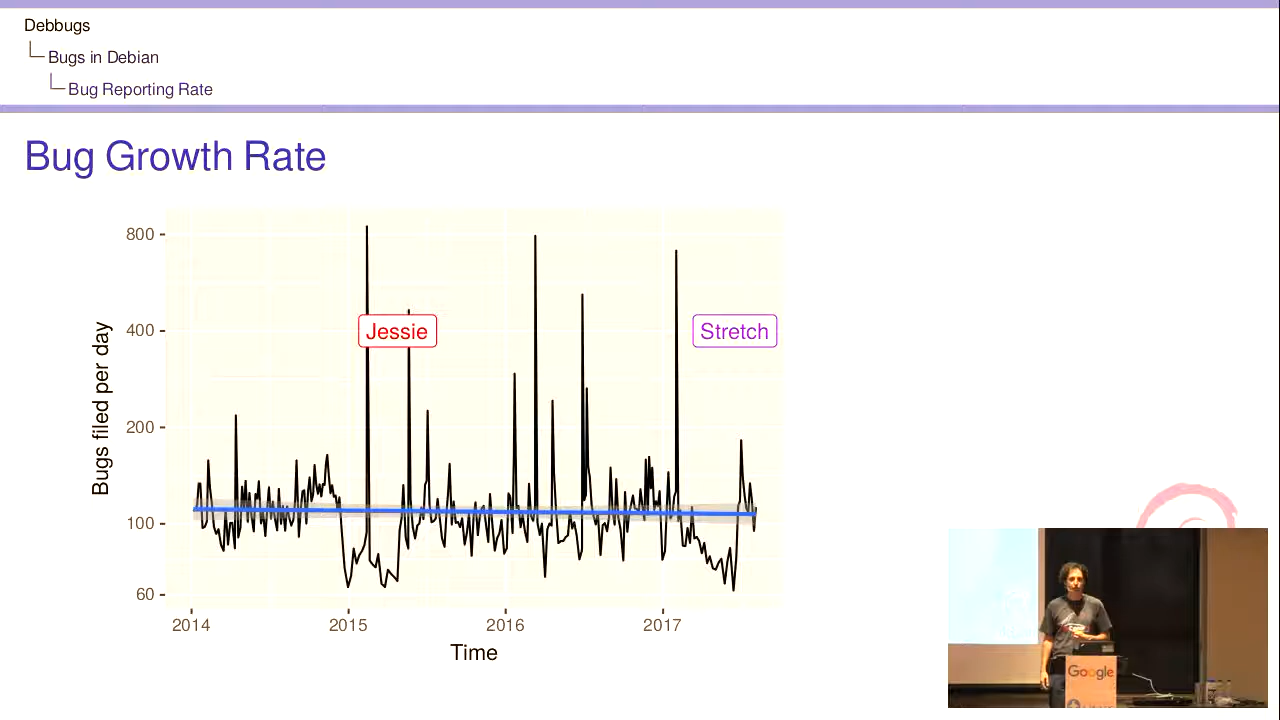 Debbugs
Bugs in Debian
Bug Reporting Rate
Bug Growth Rate
Bugs filed per day
800
400
200
100
60
Jessie
Stretch
2014
2015
2016
2017
Time
Google